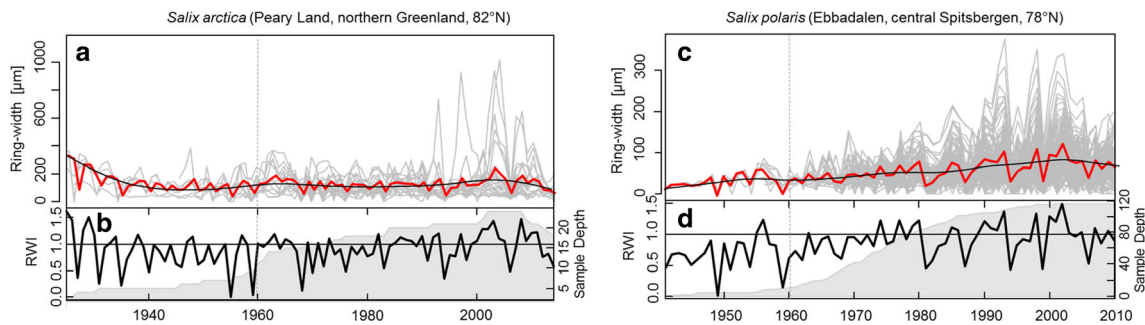 Salix arctica (Peary Land, northern Greenland, 82°N)
a
Ring-width [µm]
0 200 600 1000
b
RWI
0.0 0.5 1.0 1.5
Sample Depth
5 10 15 20
1940 1960 1980 2000
Salix polaris (Ebbadalen, central Spitsbergen, 78°N)
c
Ring-width [µm]
0 100 200 300
d
RWI
0.0 0.5 1.0 1.5
Sample Depth
0 40 80 120
1950 1960 1970 1980 1990 2000 2010